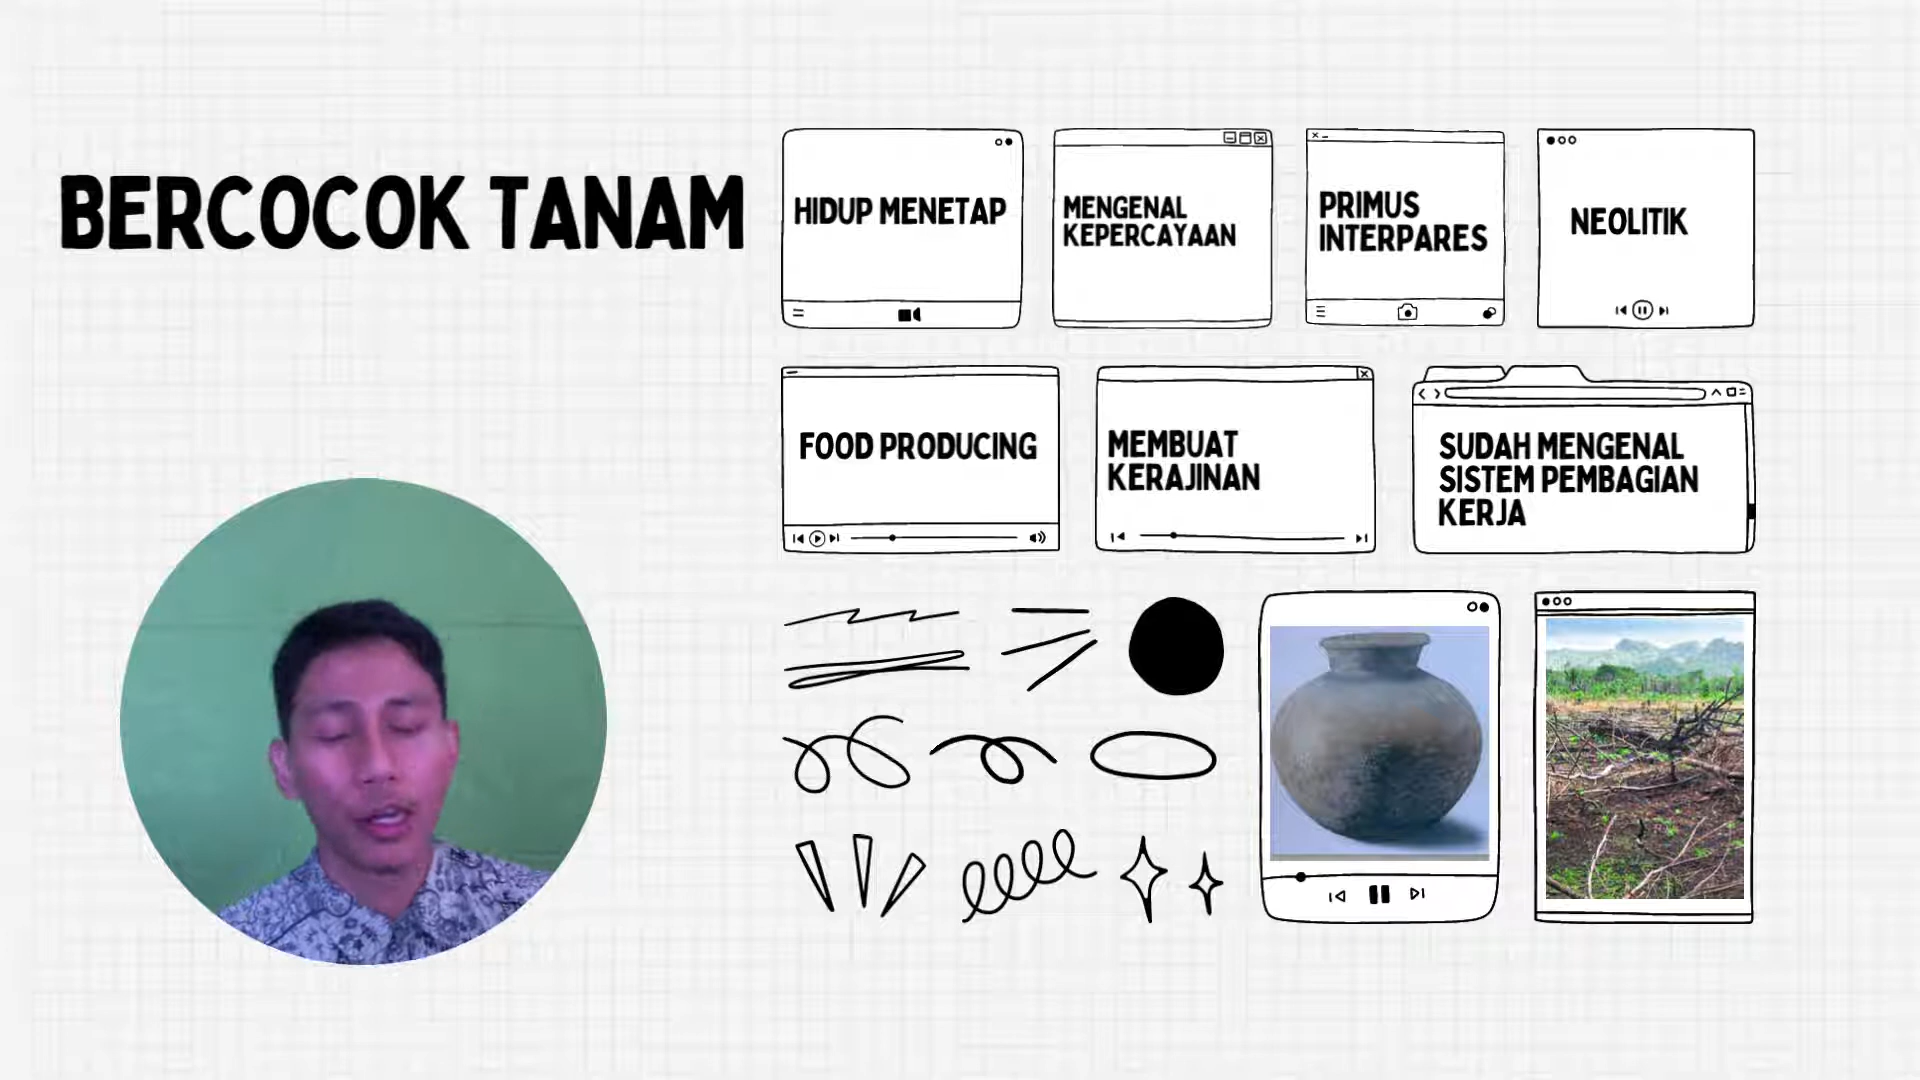 BERCOCOK TANAM
HIDUP MENETAP
MENGENAL
KEPERCAYAAN
PRIMUS
INTERPARES
NEOLITIK
FOOD PRODUCING
MEMBUAT
KERAJINAN
SUDAH MENGENAL
SISTEM PEMBAGIAN
KERJA